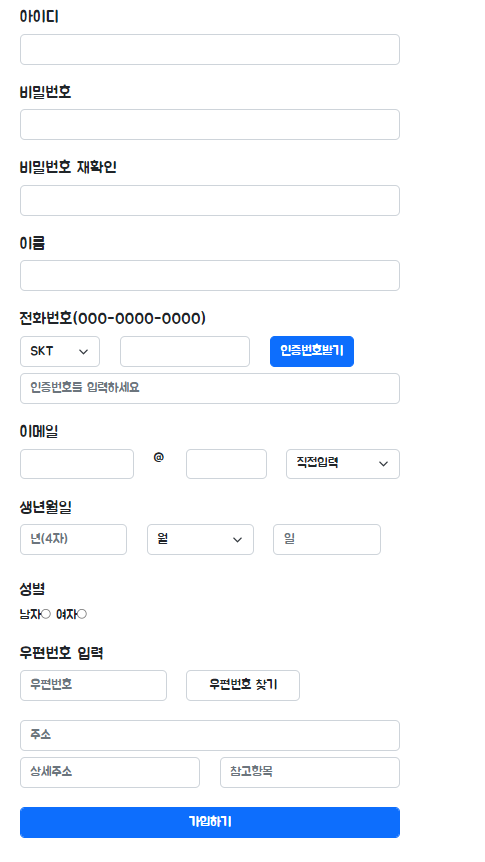 아이디
비밀번호
비밀번호 재확인
이름
전화번호(000-0000-0000)
SKT 인증번호받기
인증번호를 입력하세요
이메일
@ 직접입력
생년월일
년(4자) 월 일
성별
남자 여자
우편번호 입력
우편번호 우편번호 찾기
주소
상세주소 참고항목
가입하기